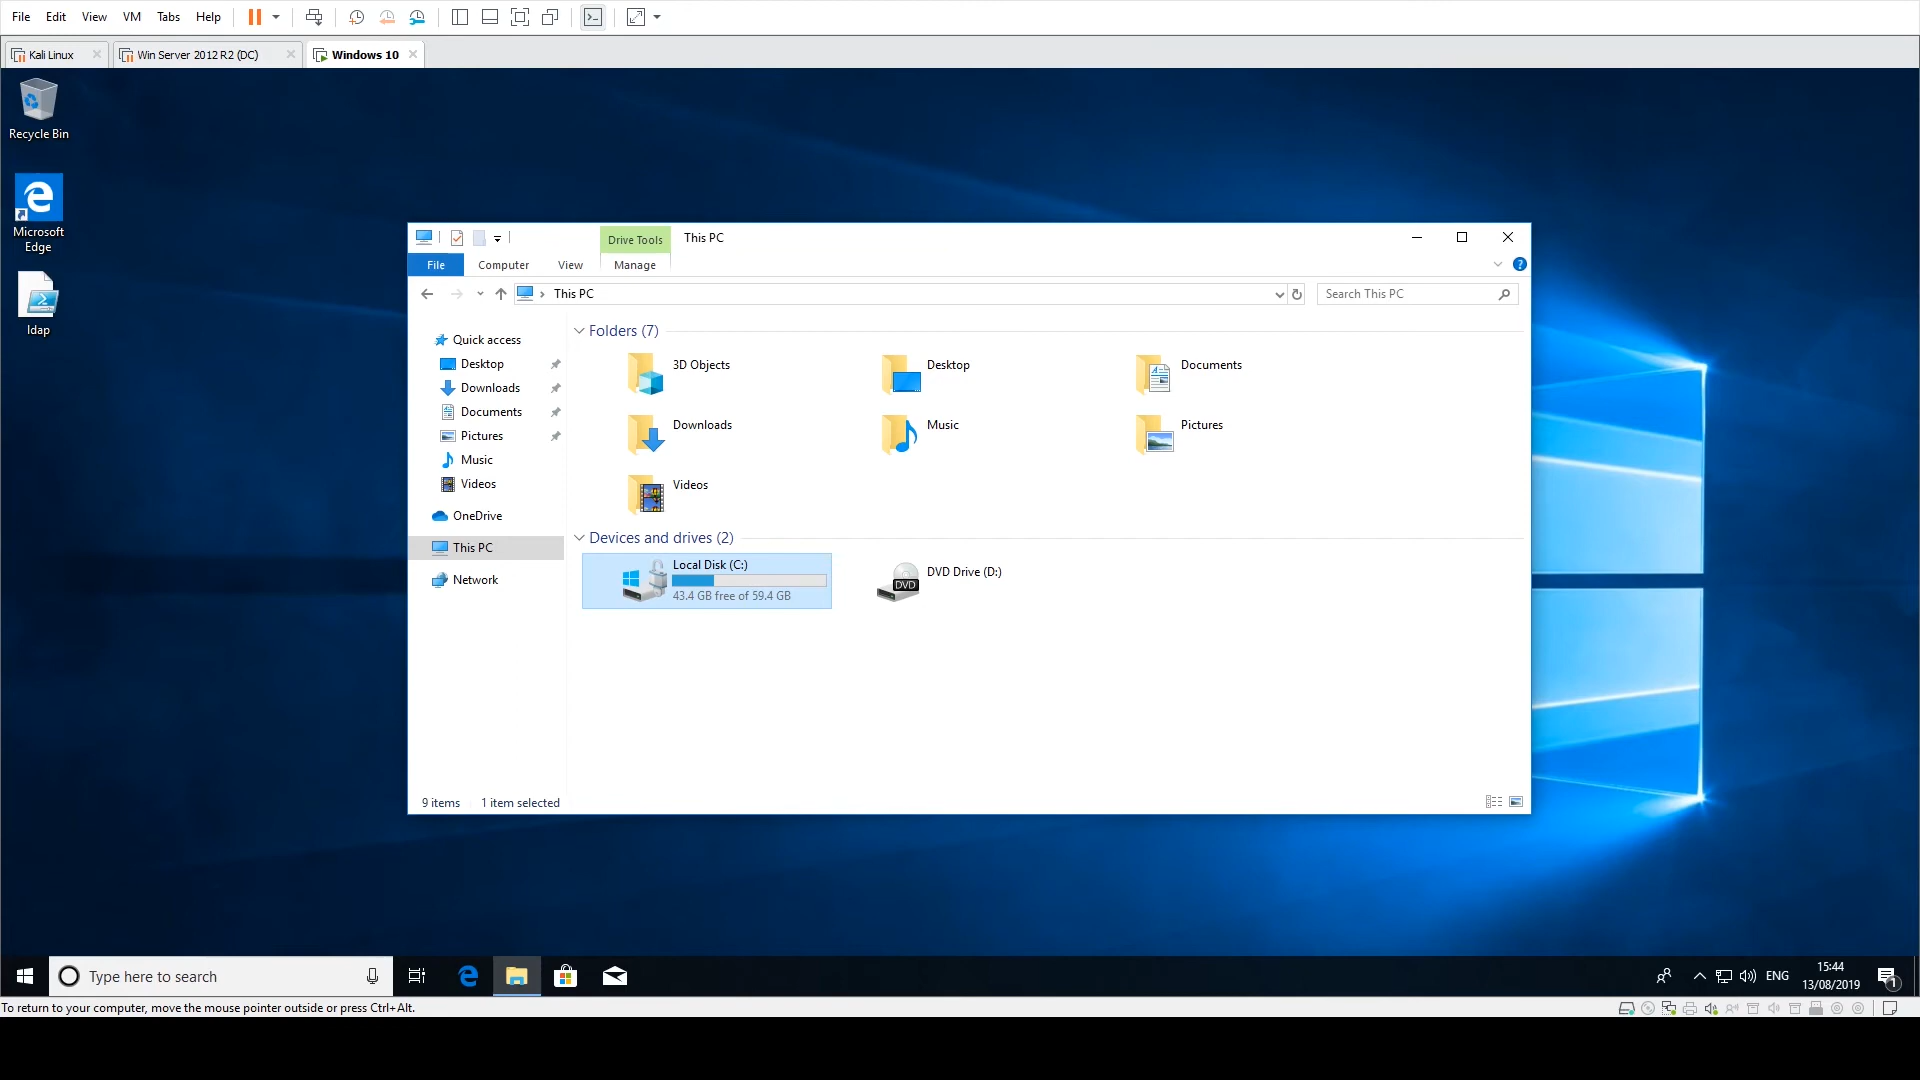 File Edit View VM Tabs Help
Kali Linux Win Server 2012 R2 (DC) Windows 10
Recycle Bin
Microsoft
Edge
ldap
Drive Tools This PC
File Computer View Manage
This PC Search This PC
Quick access
Desktop
Downloads
Documents
Pictures
Music
Videos
OneDrive
This PC
Network
Folders (7)
3D Objects Desktop Documents
Downloads Music Pictures
Videos
Devices and drives (2)
Local Disk (C:)
43.4 GB free of 59.4 GB
DVD DVD Drive (D:)
9 items 1 item selected
Type here to search
ENG
15:44
13/08/2019
1
To return to your computer, move the mouse pointer outside or press Ctrl+Alt.